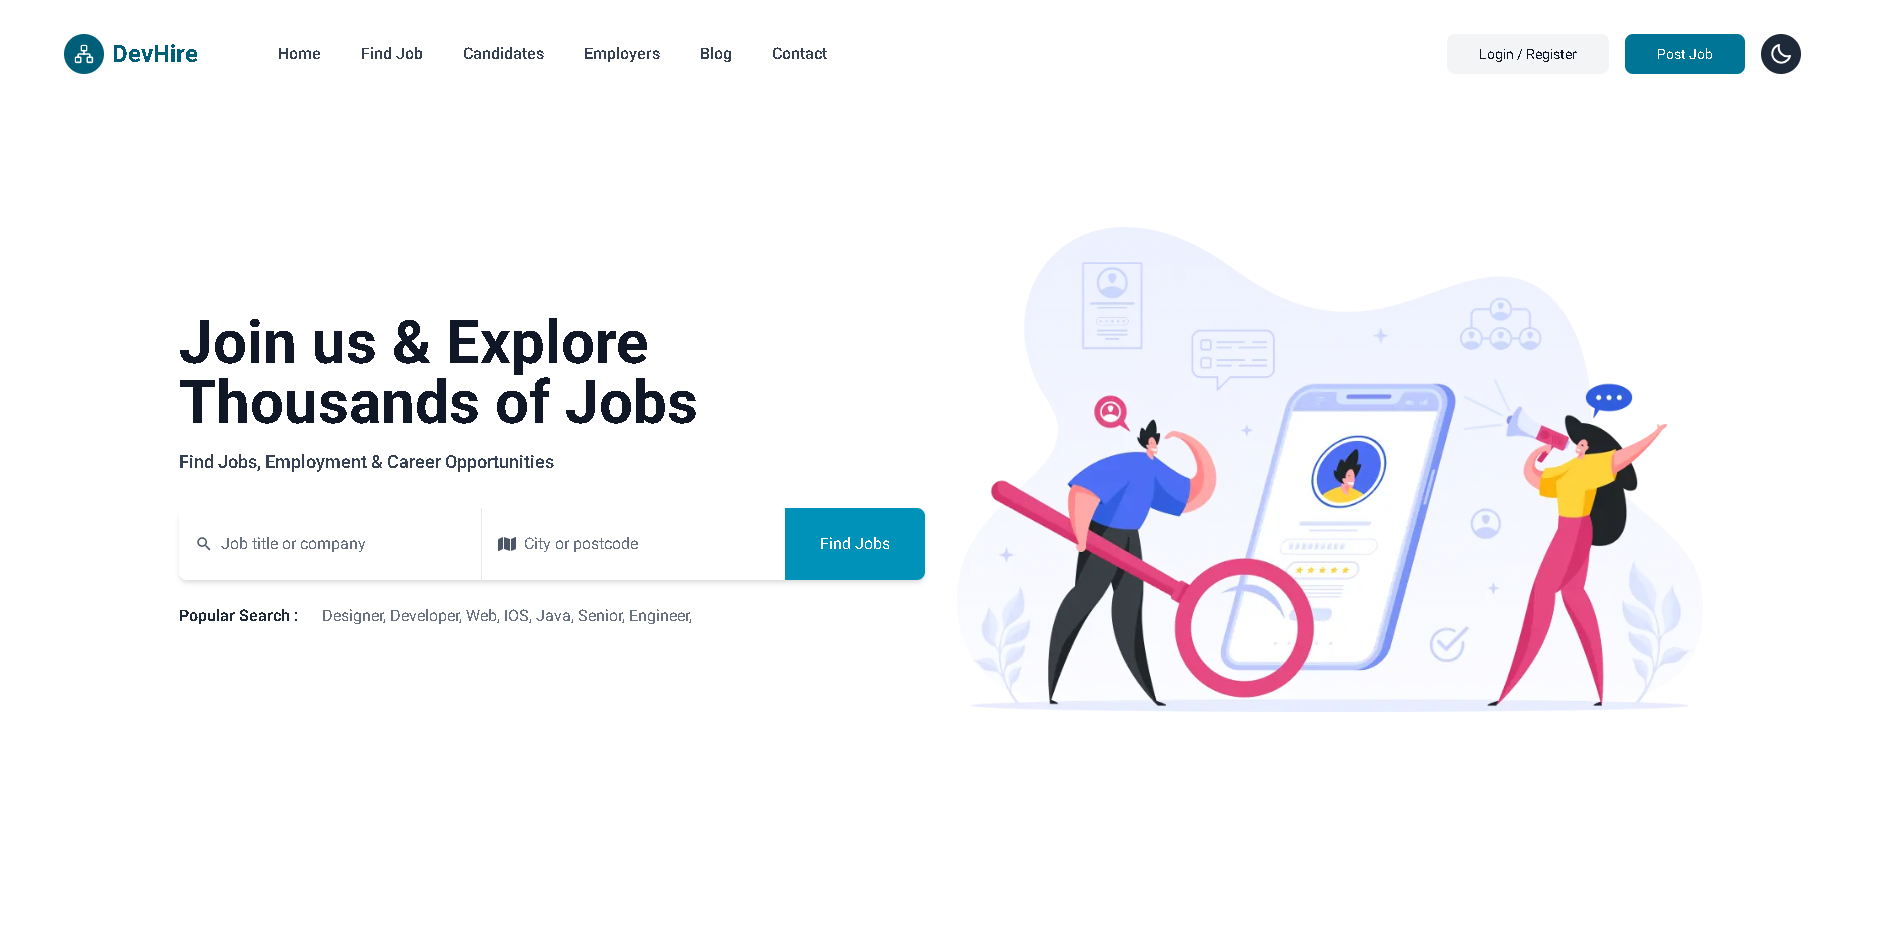 DevHire
Home Find Job Candidates Employers Blog Contact
Login / Register
Post Job
Join us & Explore
Thousands of Jobs
Find Jobs, Employment & Career Opportunities
Job title or company
City or postcode
Find Jobs
Popular Search : Designer, Developer, Web, IOS, Java, Senior, Engineer,